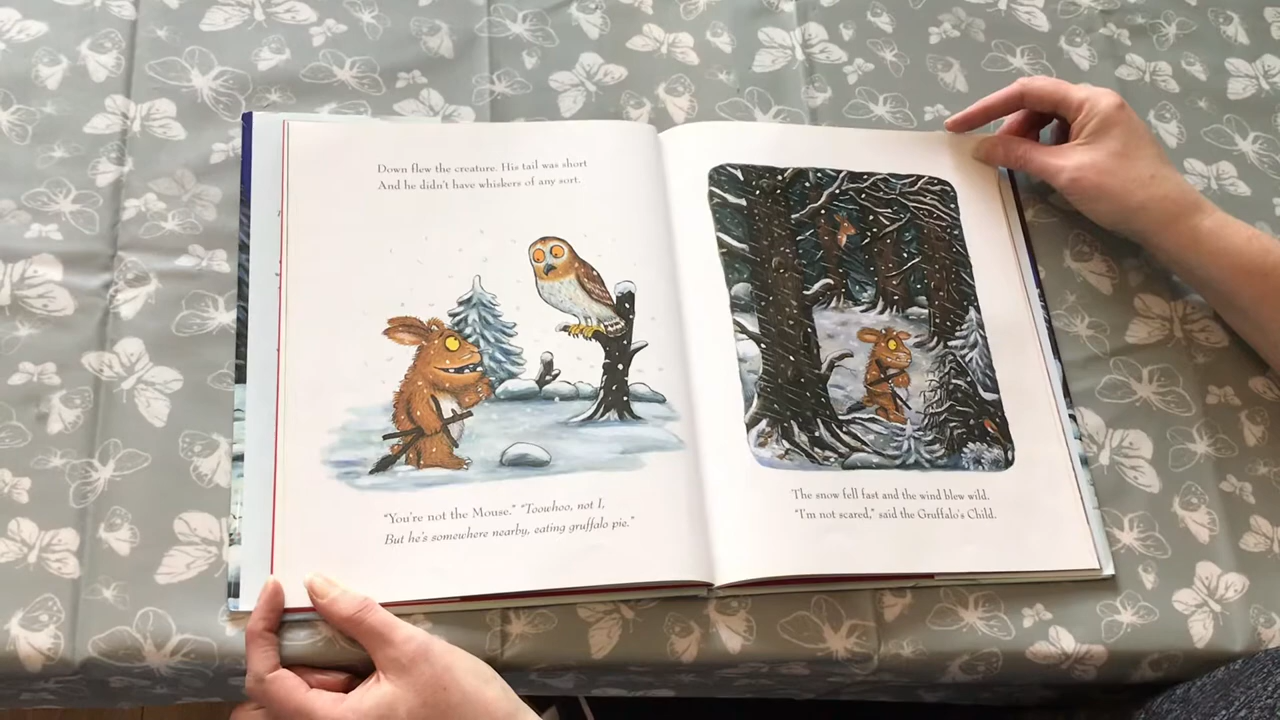 Down flew the creature. His tail was short
And he didn't have whiskers of any sort.
"You're not the Mouse." "Toowhoo, not I,
But he's somewhere nearby, eating gruffalo pie."
The snow fell fast and the wind blew wild.
"I'm not scared," said the Gruffalo's Child.